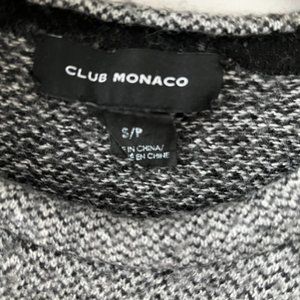 CLUB MONACO
S/P
IN CHINA/
EN CHINE